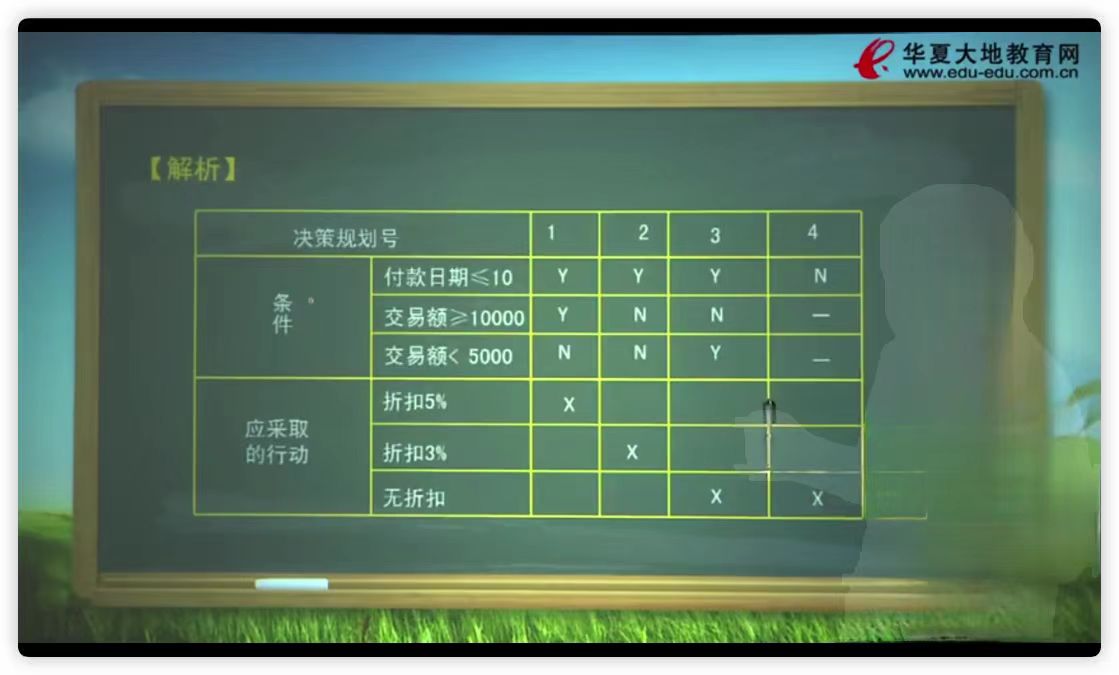 华夏大地教育网
www.edu-edu.com.cn
【解析】
决策规划号 1 2 3 4
条件
付款日期≤10 Y Y Y N
交易额≥10000 Y N N —
交易额< 5000 N N Y —
应采取
的行动
折扣5% X
折扣3% X
无折扣 X X